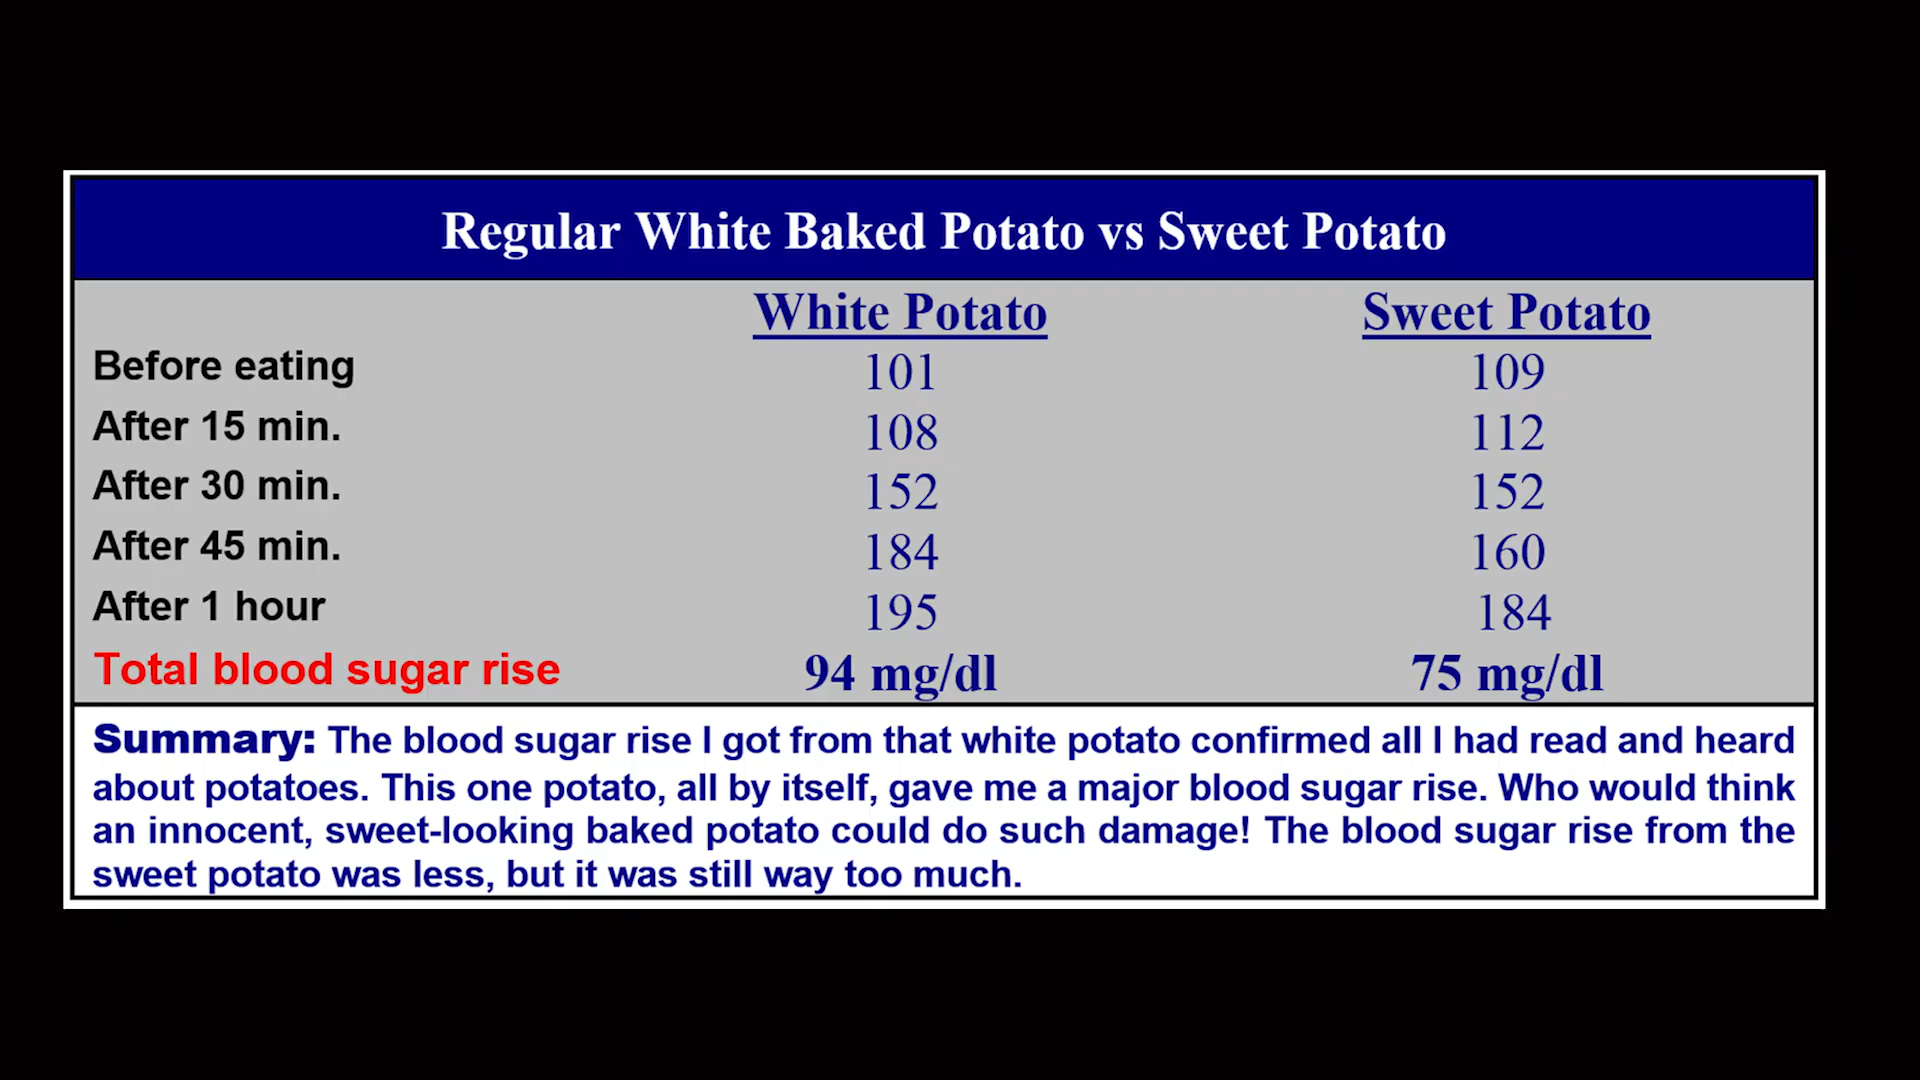 Regular White Baked Potato vs Sweet Potato
White Potato Sweet Potato
Before eating 101 109
After 15 min. 108 112
After 30 min. 152 152
After 45 min. 184 160
After 1 hour 195 184
Total blood sugar rise 94 mg/dl 75 mg/dl
Summary: The blood sugar rise I got from that white potato confirmed all I had read and heard
about potatoes. This one potato, all by itself, gave me a major blood sugar rise. Who would think
an innocent, sweet-looking baked potato could do such damage! The blood sugar rise from the
sweet potato was less, but it was still way too much.